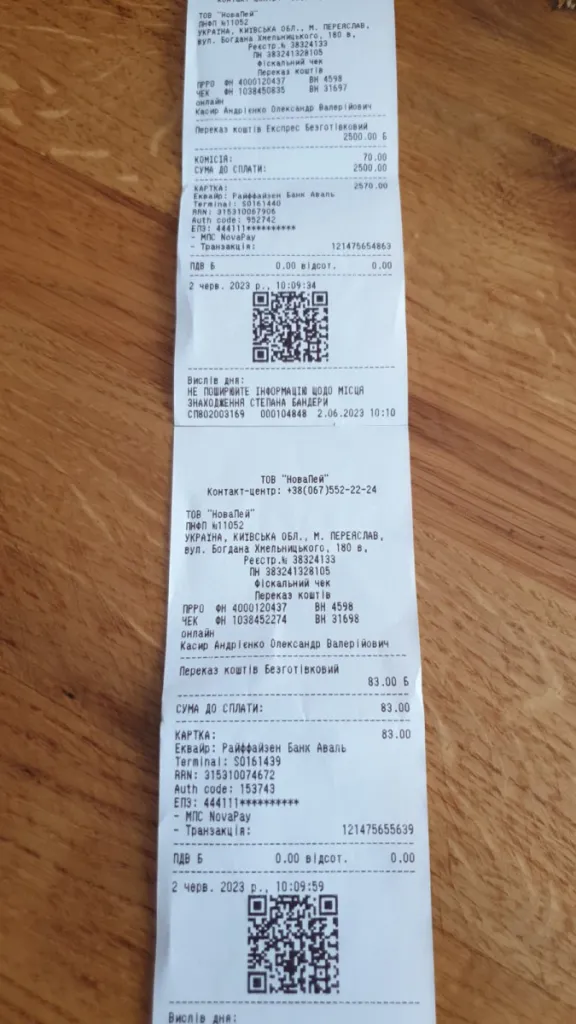 Контакт-центр:
ТОВ "НоваПей"
ПНФП №11052
УКРАЇНА, КИЇВСЬКА ОБЛ., М. ПЕРЕЯСЛАВ,
вул. Богдана Хмельницького, 180 в,
Реєстр.№ 38324133
ПН 383241328105
Фіскальний чек
Переказ коштів
ПРРО ФН 4000120437 ВН 4598
ЧЕК ФН 1038450835 ВН 31697
онлайн
Касир Андрієнко Олександр Валерійович
Переказ коштів Експрес Безготівковий
2500.00 Б
КОМІСІЯ: 70.00
СУМА ДО СПЛАТИ: 2500.00
КАРТКА: 2570.00
Еквайр: Райффайзен Банк Аваль
Terminal: S0161440
RRN: 315310067906
Auth code: 952742
ЕПЗ: 444111**********
- МПС NovaPay
- Транзакція: 121475654863
ПДВ Б 0.00 відсот. 0.00
2 черв. 2023 р., 10:09:34
Вислів дня:
НЕ ПОШИРЮЙТЕ ІНФОРМАЦІЮ ЩОДО МІСЦЯ
ЗНАХОДЖЕННЯ СТЕПАНА БАНДЕРИ
СП802003169 000104848 2.06.2023 10:10
ТОВ "НоваПей"
Контакт-центр: +38(067)552-22-24
ТОВ "НоваПей"
ПНФП №11052
УКРАЇНА, КИЇВСЬКА ОБЛ., М. ПЕРЕЯСЛАВ,
вул. Богдана Хмельницького, 180 в,
Реєстр.№ 38324133
ПН 383241328105
Фіскальний чек
Переказ коштів
ПРРО ФН 4000120437 ВН 4598
ЧЕК ФН 1038452274 ВН 31698
онлайн
Касир Андрієнко Олександр Валерійович
Переказ коштів Безготівковий
83.00 Б
СУМА ДО СПЛАТИ: 83.00
КАРТКА: 83.00
Еквайр: Райффайзен Банк Аваль
Terminal: S0161439
RRN: 315310074672
Auth code: 153743
ЕПЗ: 444111**********
- МПС NovaPay
- Транзакція: 121475655639
ПДВ Б 0.00 відсот. 0.00
2 черв. 2023 р., 10:09:59
Вислів дня: